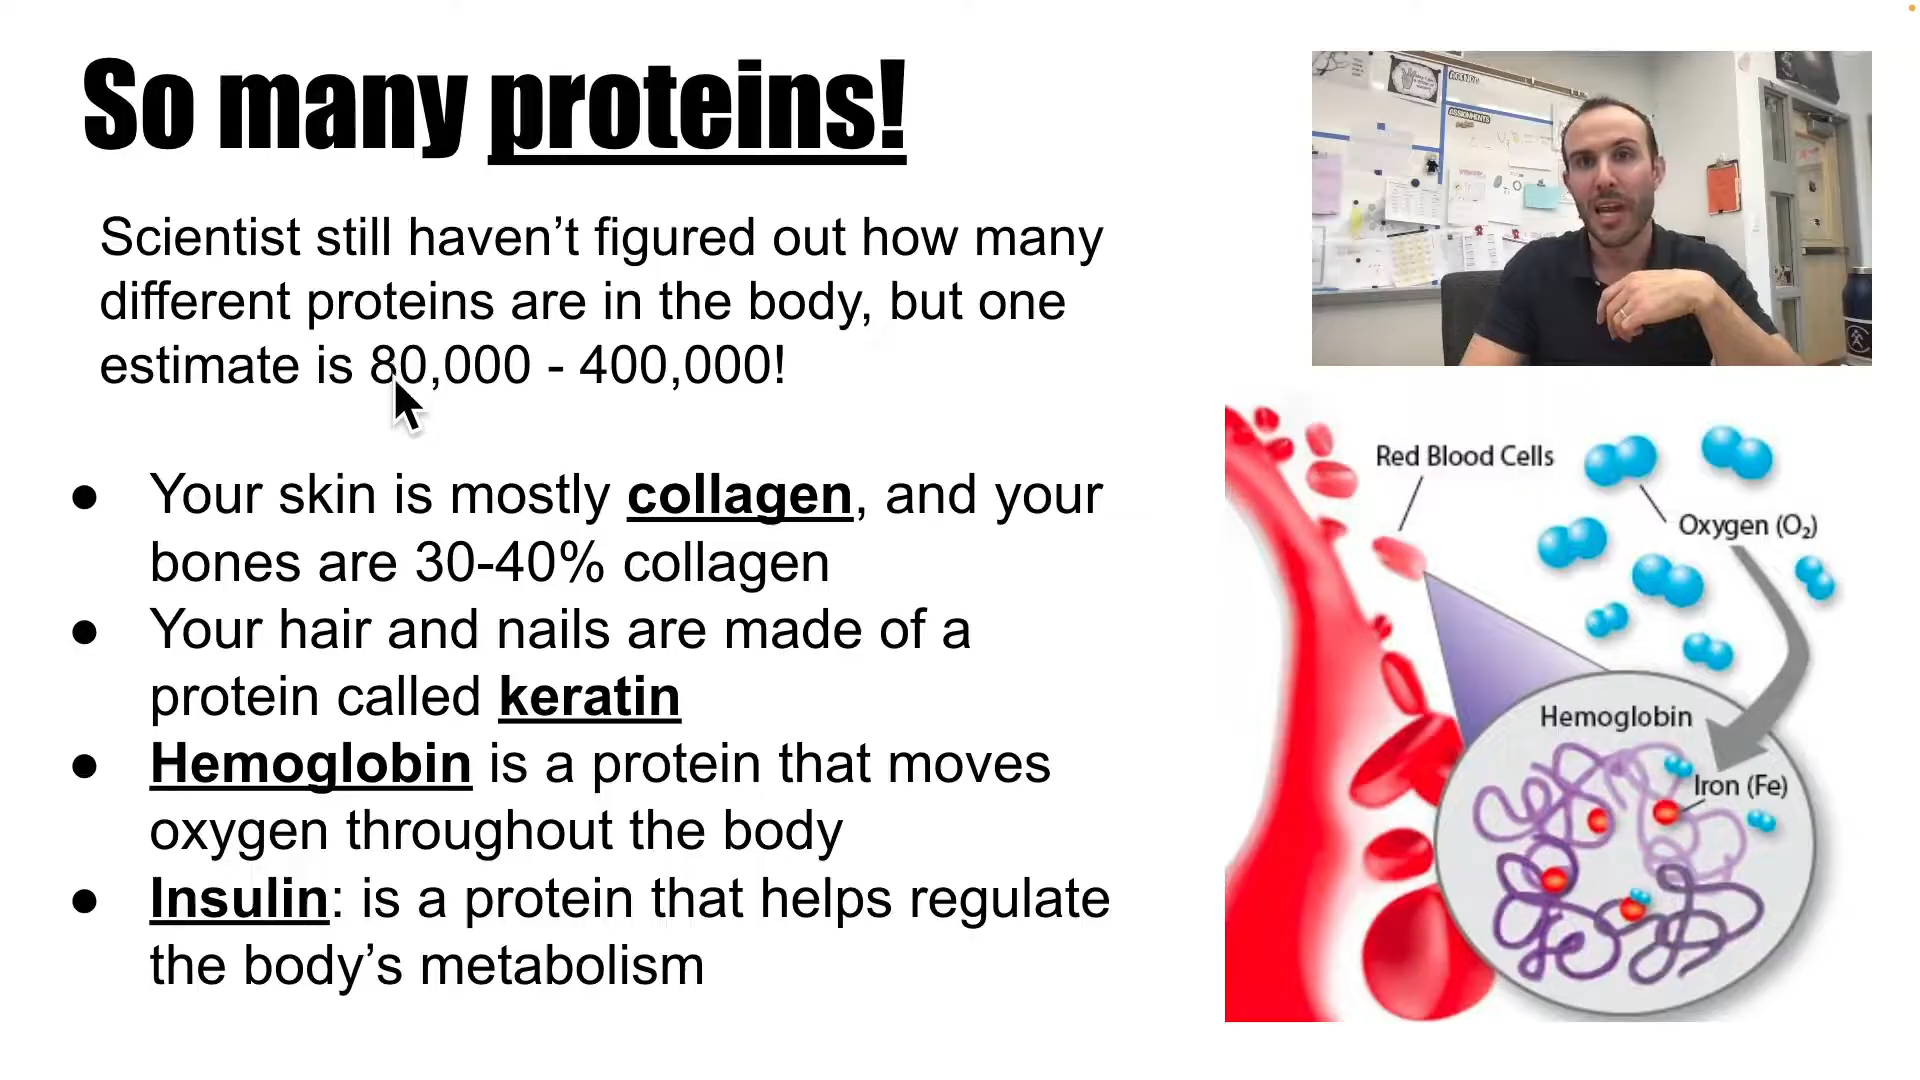 So many proteins!
Scientist still haven’t figured out how many
different proteins are in the body, but one
estimate is 80,000 - 400,000!
● Your skin is mostly collagen, and your
bones are 30-40% collagen
● Your hair and nails are made of a
protein called keratin
● Hemoglobin is a protein that moves
oxygen throughout the body
● Insulin: is a protein that helps regulate
the body’s metabolism
AGENDA
ASSIGNMENTS
Red Blood Cells
Oxygen (O₂)
Hemoglobin
Iron (Fe)